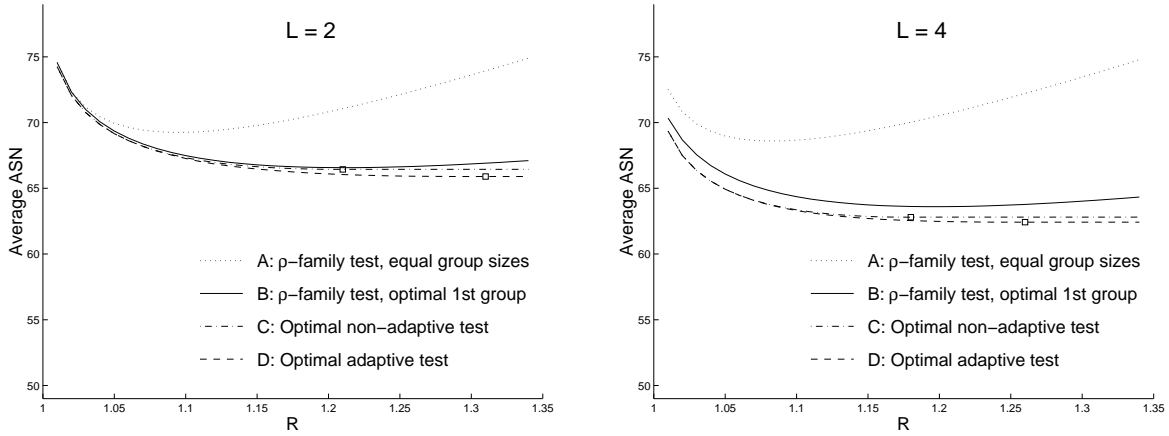 L = 2
75
70
65
60
55
50
Average ASN
A: ρ−family test, equal group sizes
B: ρ−family test, optimal 1st group
C: Optimal non−adaptive test
D: Optimal adaptive test
1
1.05
1.1
1.15
1.2
1.25
1.3
1.35
R
L = 4
75
70
65
60
55
50
Average ASN
A: ρ−family test, equal group sizes
B: ρ−family test, optimal 1st group
C: Optimal non−adaptive test
D: Optimal adaptive test
1
1.05
1.1
1.15
1.2
1.25
1.3
1.35
R